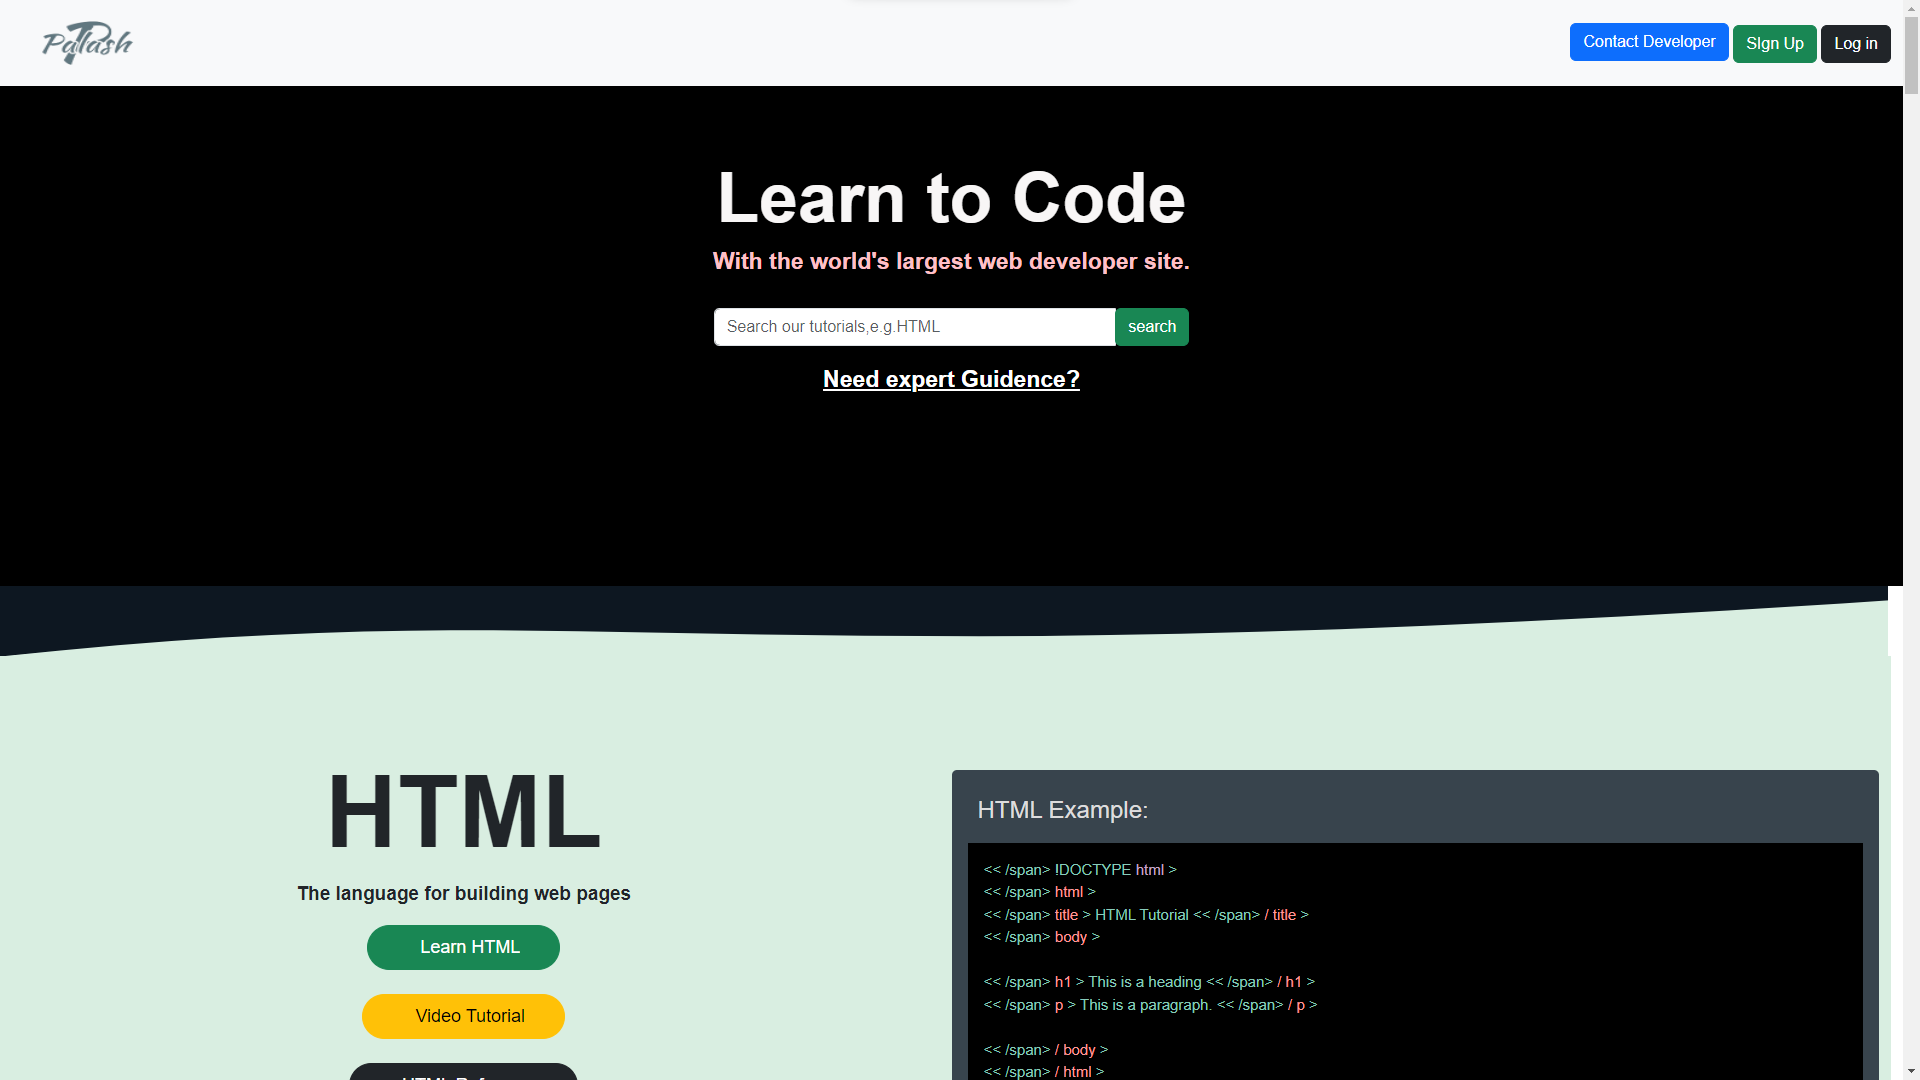 Pallash
Contact Developer
SIgn Up
Log in
Learn to Code
With the world's largest web developer site.
Search our tutorials,e.g.HTML
search
Need expert Guidence?
HTML
The language for building web pages
Learn HTML
Video Tutorial
HTML Example:
<< /span> !DOCTYPE html >
<< /span> html >
<< /span> title > HTML Tutorial << /span> / title >
<< /span> body >
<< /span> h1 > This is a heading << /span> / h1 >
<< /span> p > This is a paragraph. << /span> / p >
<< /span> / body >
<< /span> / html >